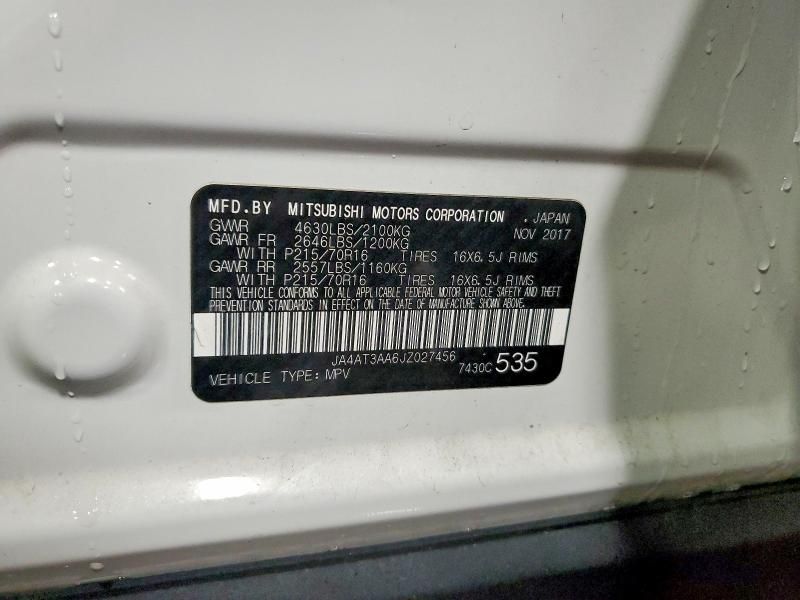 MFD.BY MITSUBISHI MOTORS CORPORATION . JAPAN
GVWR 4630LBS/2100KG NOV 2017
GAWR FR 2646LBS/1200KG
WITH P215/70R16 TIRES 16X6.5J RIMS
GAWR RR 2557LBS/1160KG
WITH P215/70R16 TIRES 16X6.5J RIMS
THIS VEHICLE CONFORMS TO ALL APPLICABLE FEDERAL MOTOR VEHICLE SAFETY AND THEFT
PREVENTION STANDARDS IN EFFECT ON THE DATE OF MANUFACTURE SHOWN ABOVE.
JA4AT3AA6JZ027456
VEHICLE TYPE: MPV 7430C 535